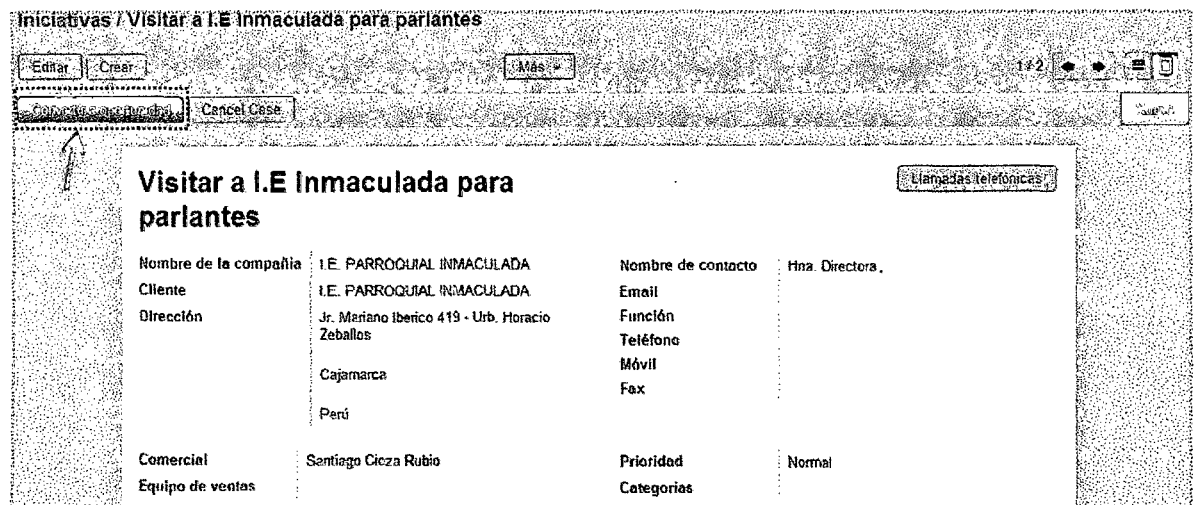 Iniciativas / Visitar a I.E Inmaculada para parlantes
Editar Crear Más 1 / 2
Cancel Case
Visitar a I.E Inmaculada para
parlantes
Llamadas telefónicas
Nombre de la compañia I.E. PARROQUIAL INMACULADA
Cliente I.E. PARROQUIAL INMACULADA
Dirección Jr. Mariano Iberico 419 - Urb. Horacio
Zeballos
Cajamarca
Perú
Nombre de contacto Hna. Directora,
Email
Función
Teléfono
Móvil
Fax
Comercial Santiago Cieza Rubio
Equipo de ventas
Prioridad Normal
Categorias